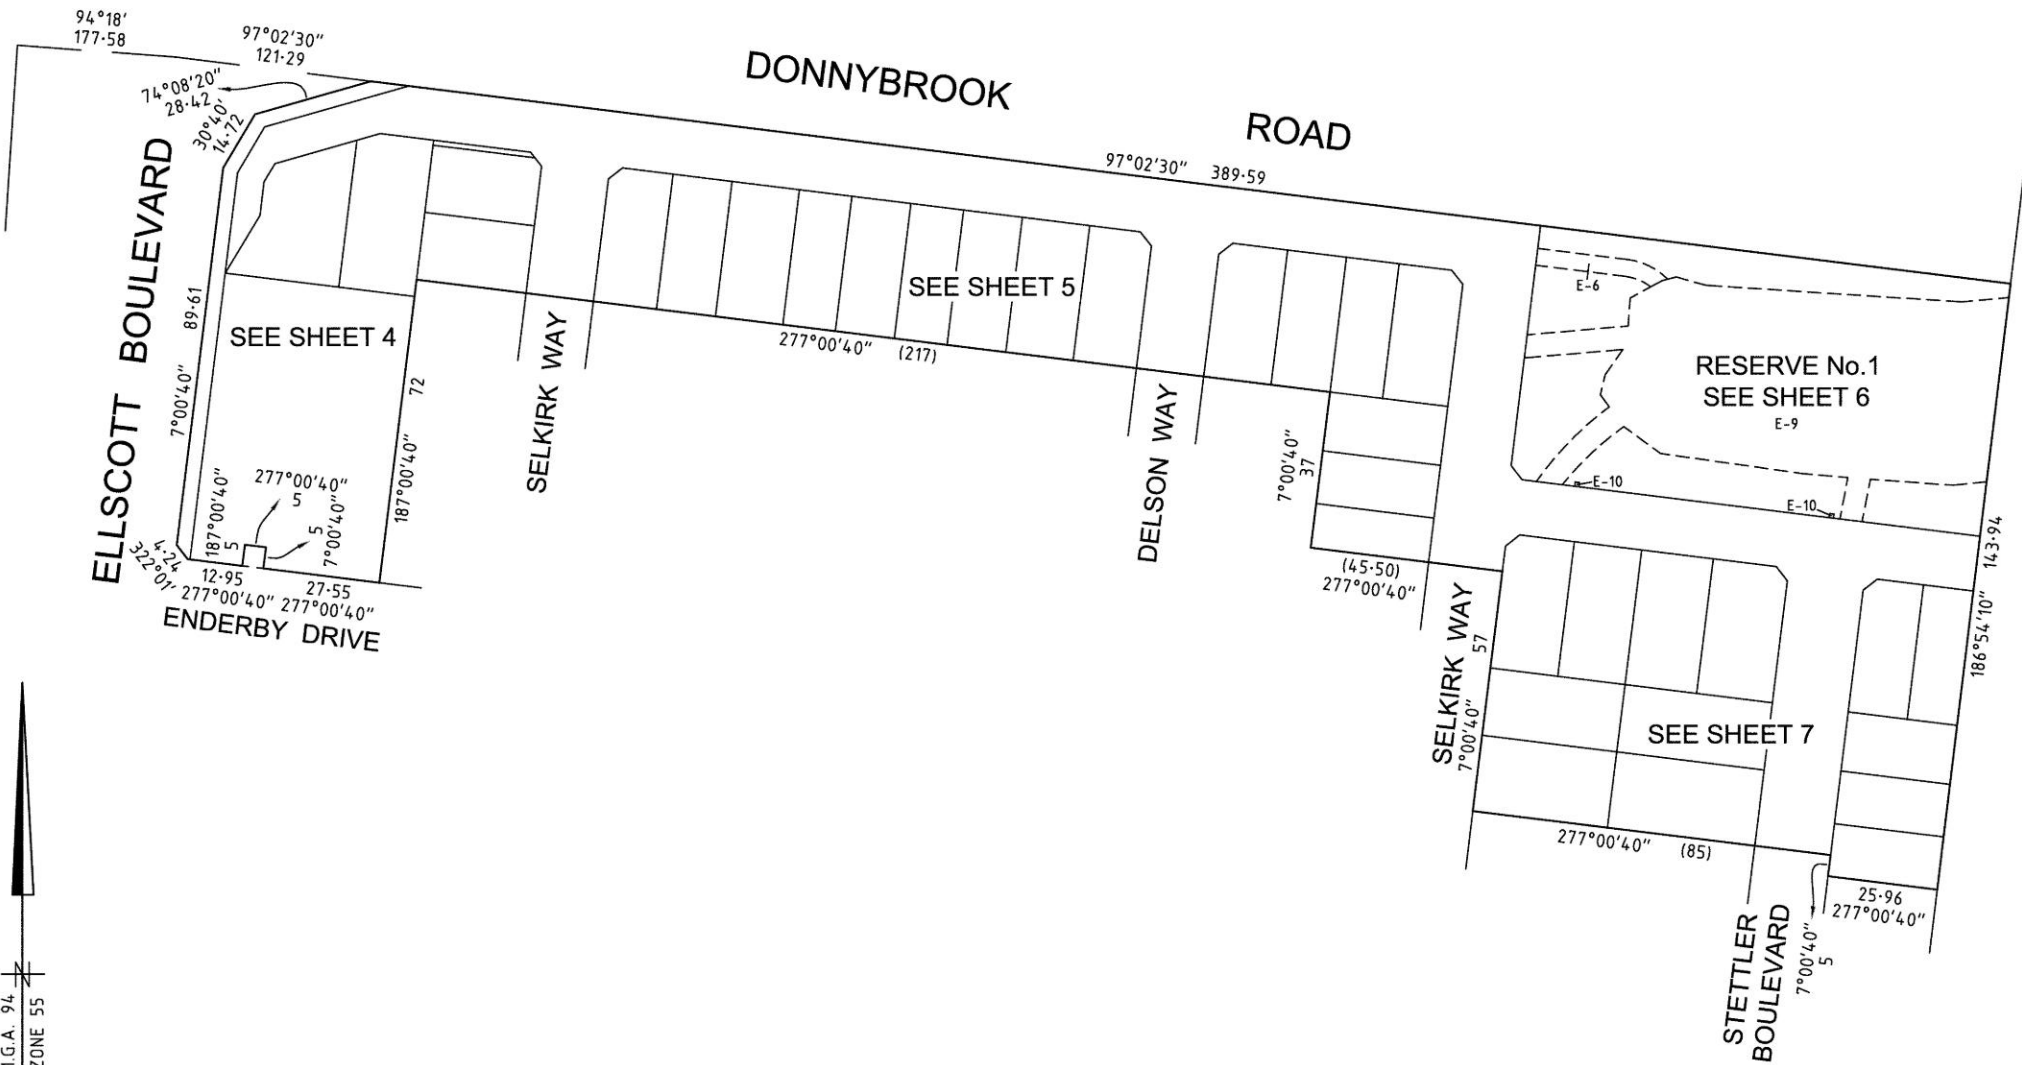 94°18'
177·58
97°02'30"
121·29
74°08'20"
28·42
30°40'
14·72
DONNYBROOK
ROAD
97°02'30" 389·59
ELLSCOTT BOULEVARD
89·61
7°00'40"
SEE SHEET 4
SEE SHEET 5
277°00'40" (217)
SELKIRK WAY
72
187°00'40"
277°00'40"
5
187°00'40"
5
5
7°00'40"
4·24
322°01'
12·95
277°00'40"
27·55
277°00'40"
ENDERBY DRIVE
DELSON WAY
7°00'40"
37
(45·50)
277°00'40"
E-6
RESERVE No.1
SEE SHEET 6
E-9
E-10
E-10
143·94
186°54'10"
SELKIRK WAY
57
7°00'40"
SEE SHEET 7
277°00'40" (85)
25·96
277°00'40"
7°00'40"
5
STETTLER
BOULEVARD
94
ZONE 55